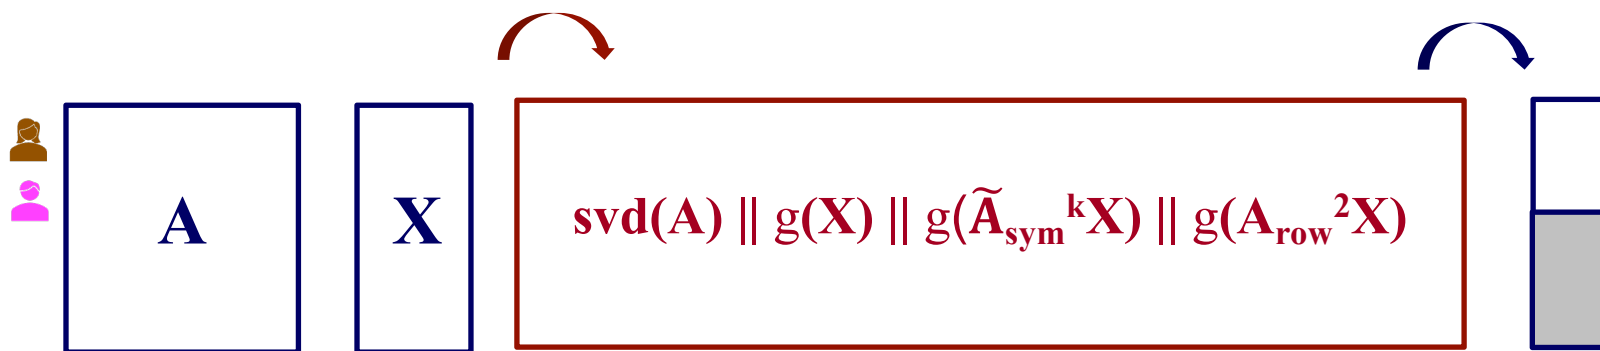 A
X
svd(A) || g(X) || g(Ã_sym^k X) || g(A_row^2 X)